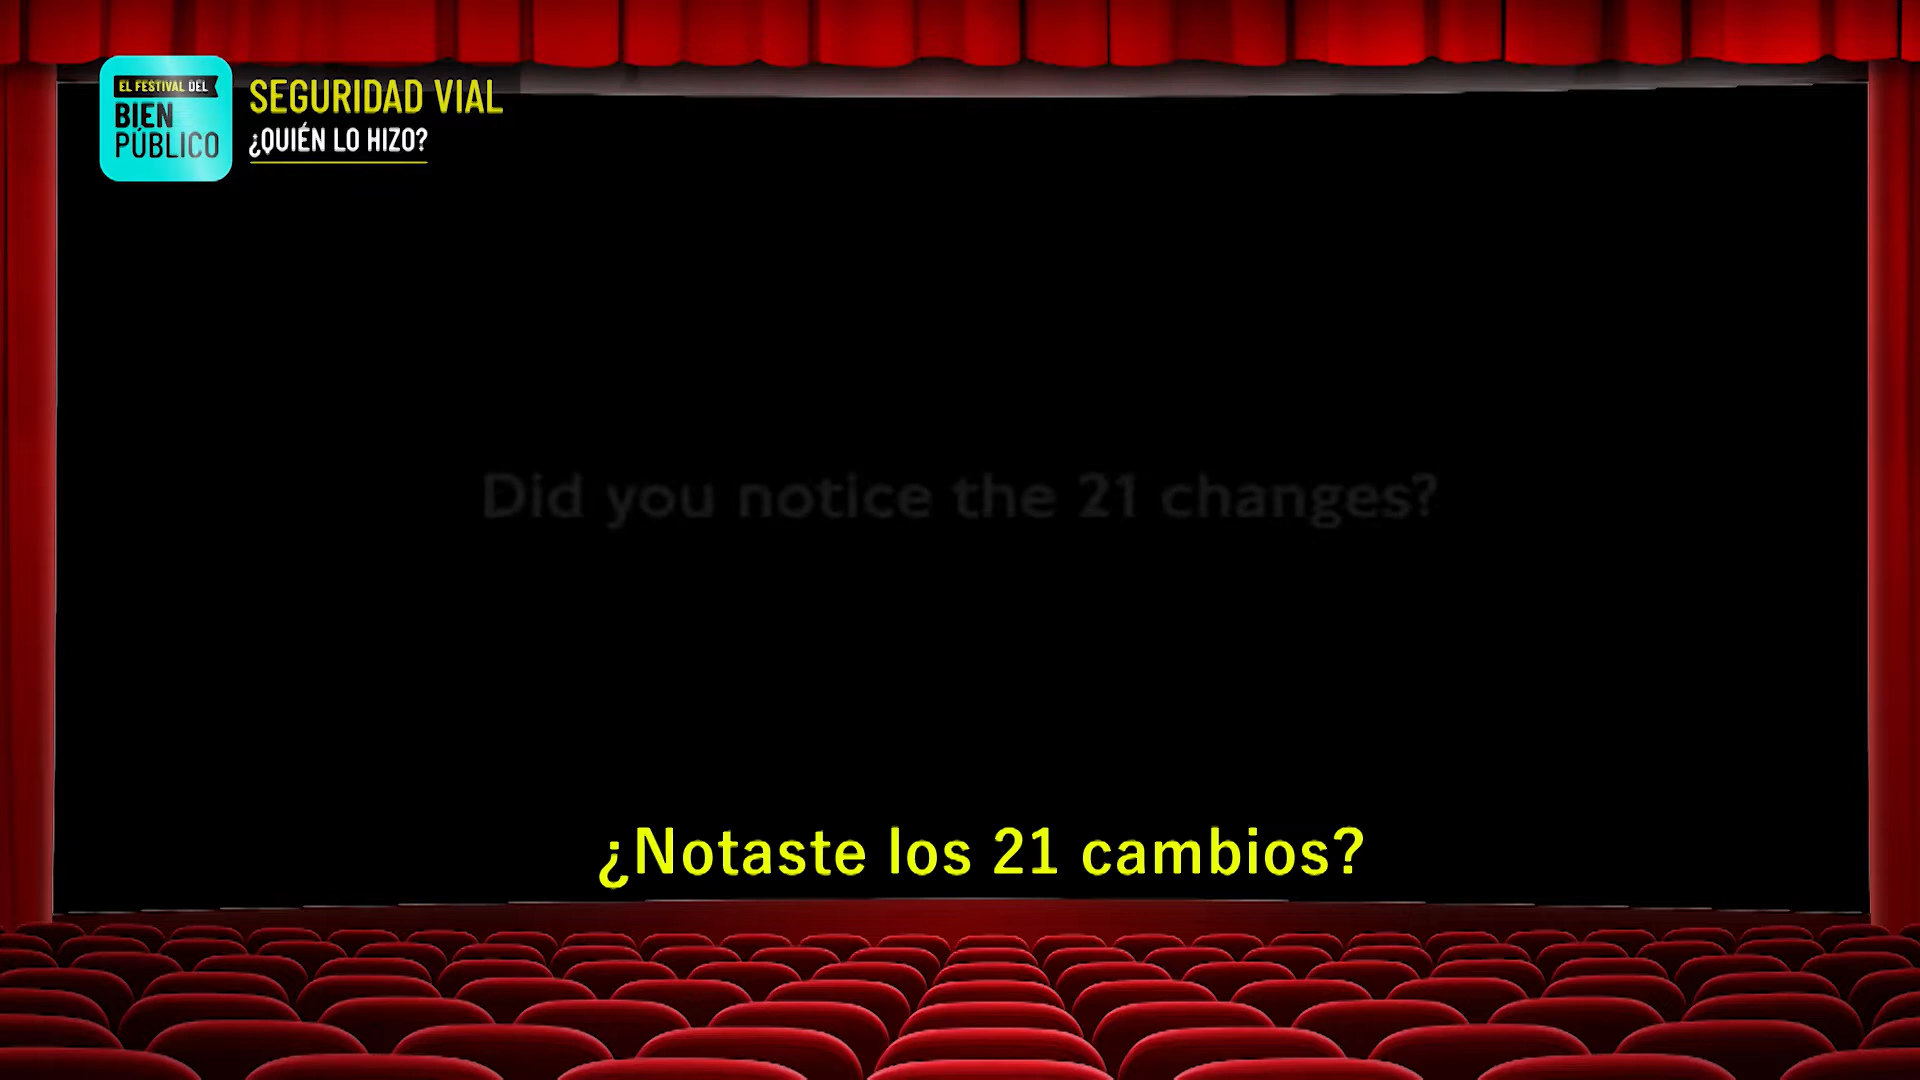 EL FESTIVAL DEL
BIEN
PÚBLICO
SEGURIDAD VIAL
¿QUIÉN LO HIZO?
Did you notice the 21 changes?
¿Notaste los 21 cambios?